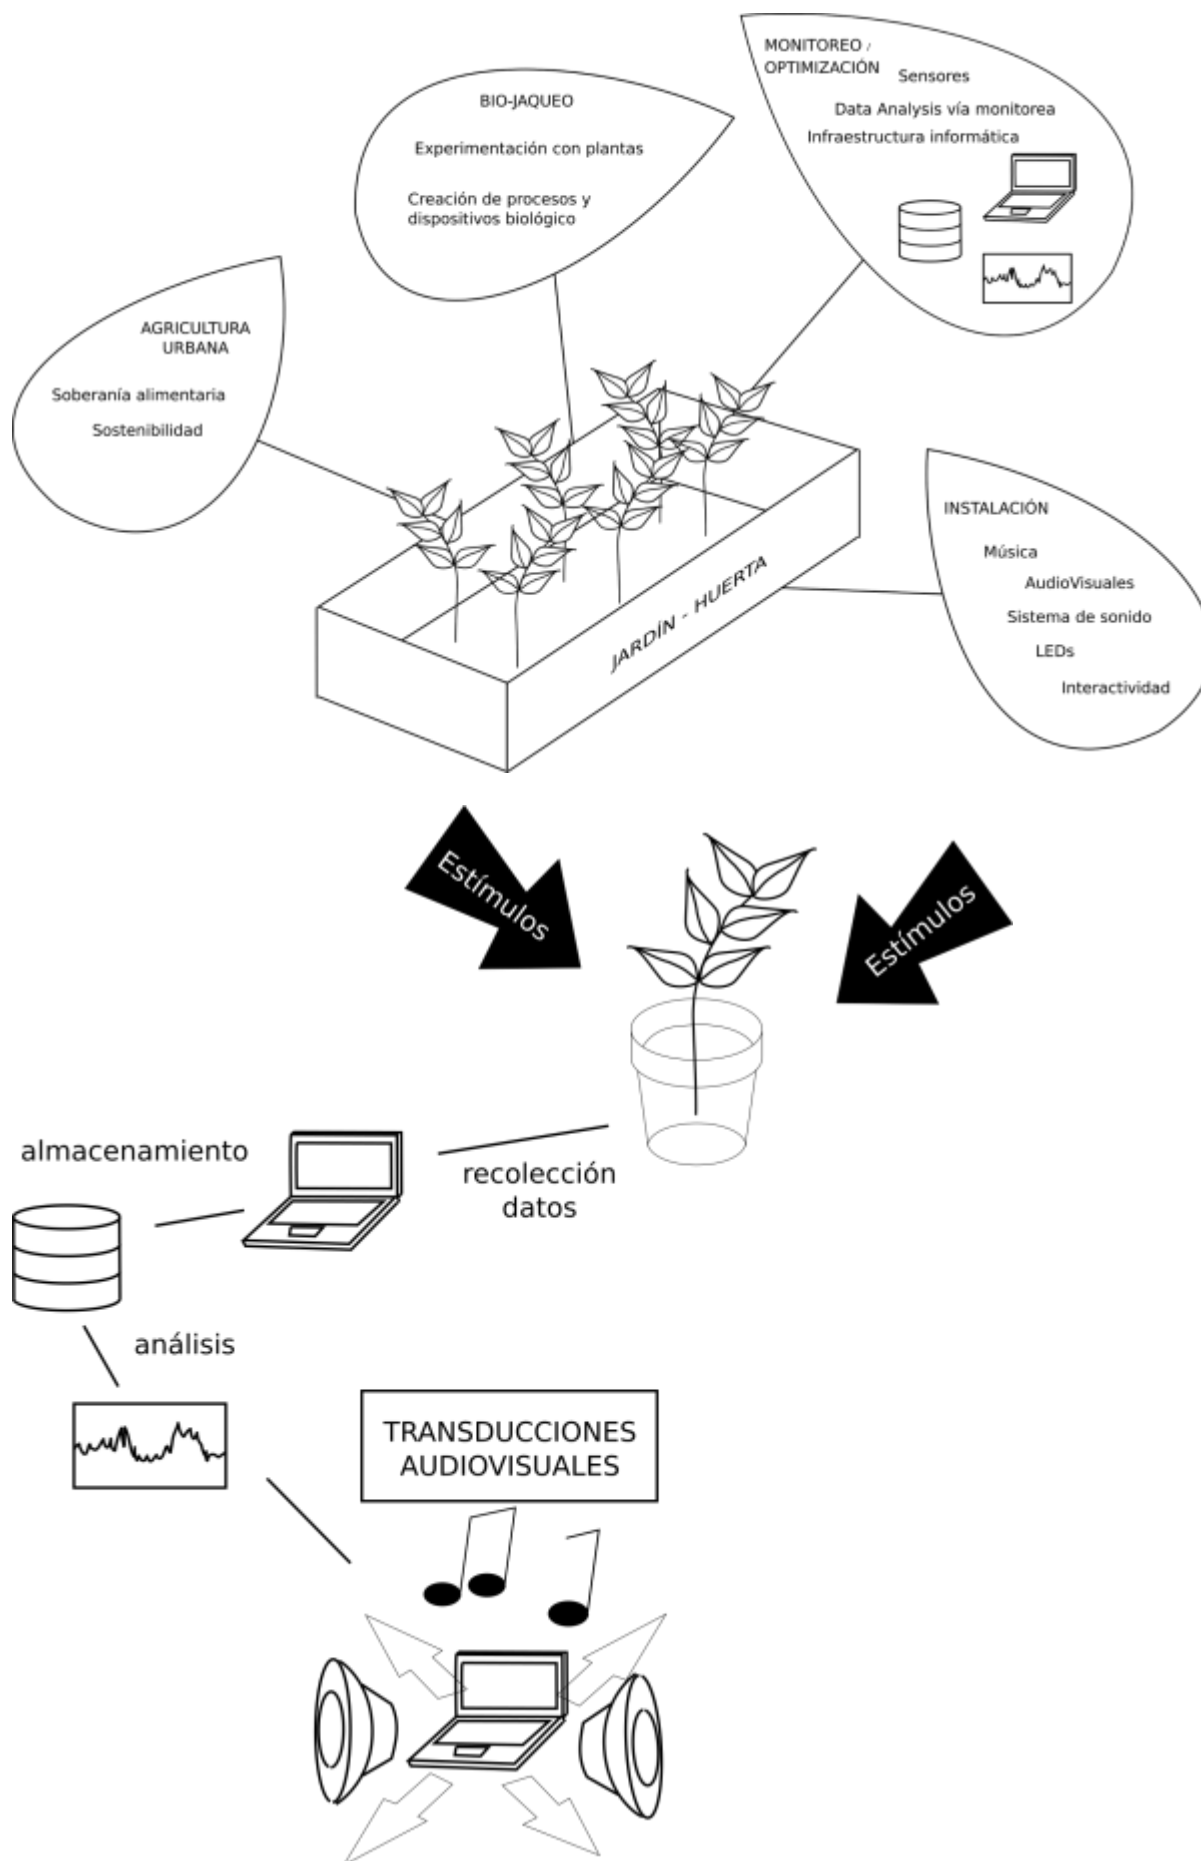 MONITOREO /
OPTIMIZACIÓN
Sensores
Data Analysis vía monitorea
Infraestructura informática
BIO-JAQUEO
Experimentación con plantas
Creación de procesos y
dispositivos biológico
AGRICULTURA
URBANA
Soberanía alimentaria
Sostenibilidad
INSTALACIÓN
Música
AudioVisuales
Sistema de sonido
LEDs
Interactividad
JARDÍN - HUERTA
Estímulos
Estímulos
almacenamiento
recolección
datos
análisis
TRANSDUCCIONES
AUDIOVISUALES